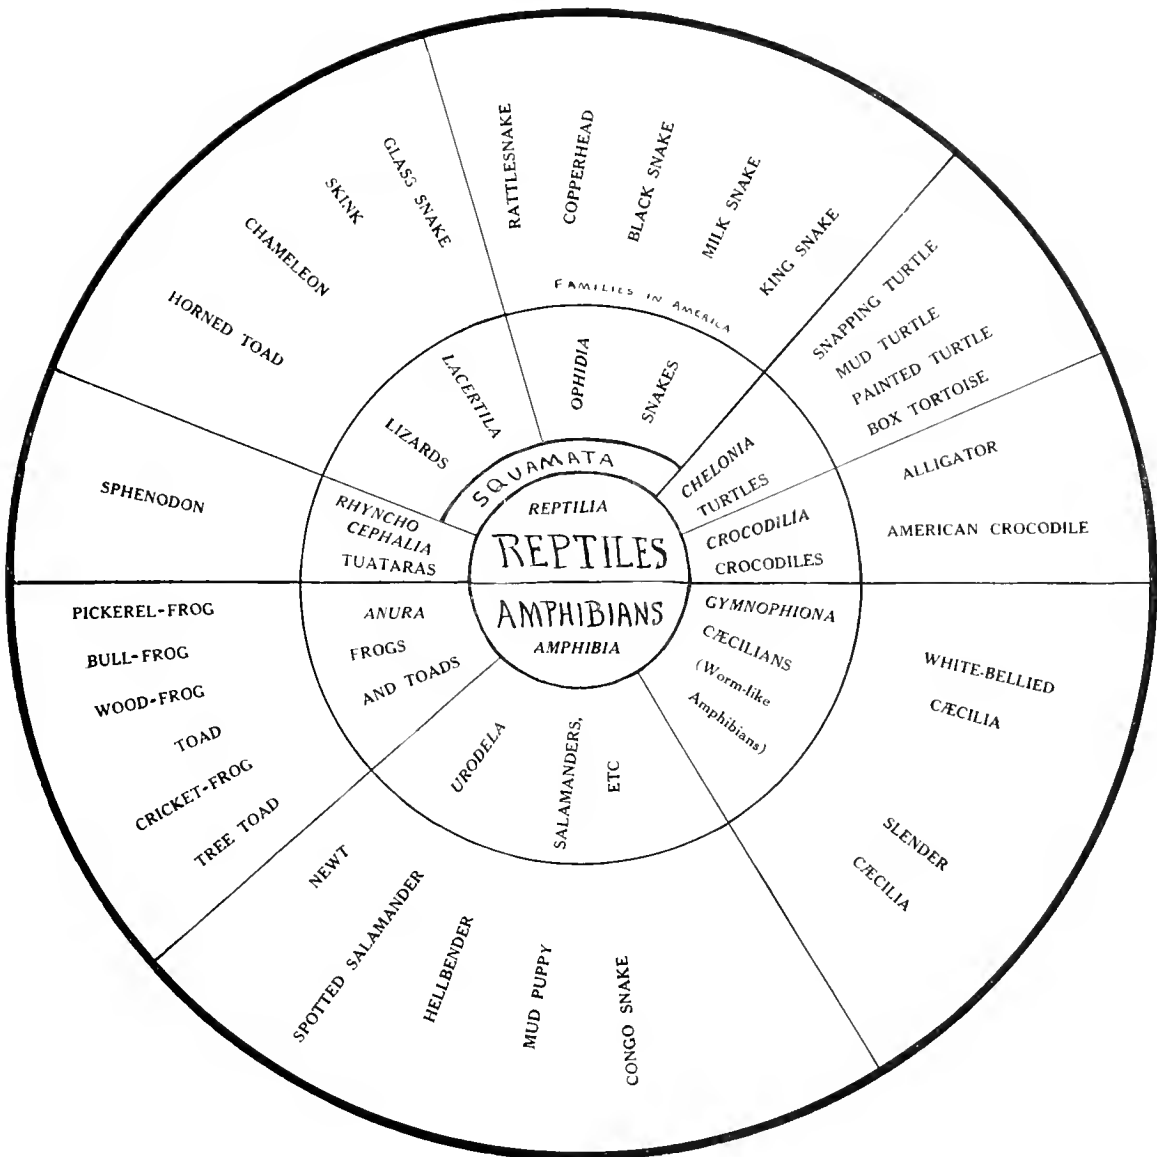 REPTILIA
REPTILES
AMPHIBIANS
AMPHIBIA
SQUAMATA
RHYNCHO
CEPHALIA
TUATARAS
SPHENODON
LACERTILA
LIZARDS
HORNED TOAD
CHAMELEON
SKINK
GLASS SNAKE
OPHIDIA
SNAKES
FAMILIES IN AMERICA
RATTLESNAKE
COPPERHEAD
BLACK SNAKE
MILK SNAKE
KING SNAKE
CHELONIA
TURTLES
SNAPPING TURTLE
MUD TURTLE
PAINTED TURTLE
BOX TORTOISE
CROCODILIA
CROCODILES
ALLIGATOR
AMERICAN CROCODILE
GYMNOPHIONA
CÆCILIANS
(Worm-like
Amphibians)
WHITE-BELLIED
CÆCILIA
SLENDER
CÆCILIA
URODELA
SALAMANDERS,
ETC
NEWT
SPOTTED SALAMANDER
HELLBENDER
MUD PUPPY
CONGO SNAKE
ANURA
FROGS
AND TOADS
PICKEREL-FROG
BULL-FROG
WOOD-FROG
TOAD
CRICKET-FROG
TREE TOAD